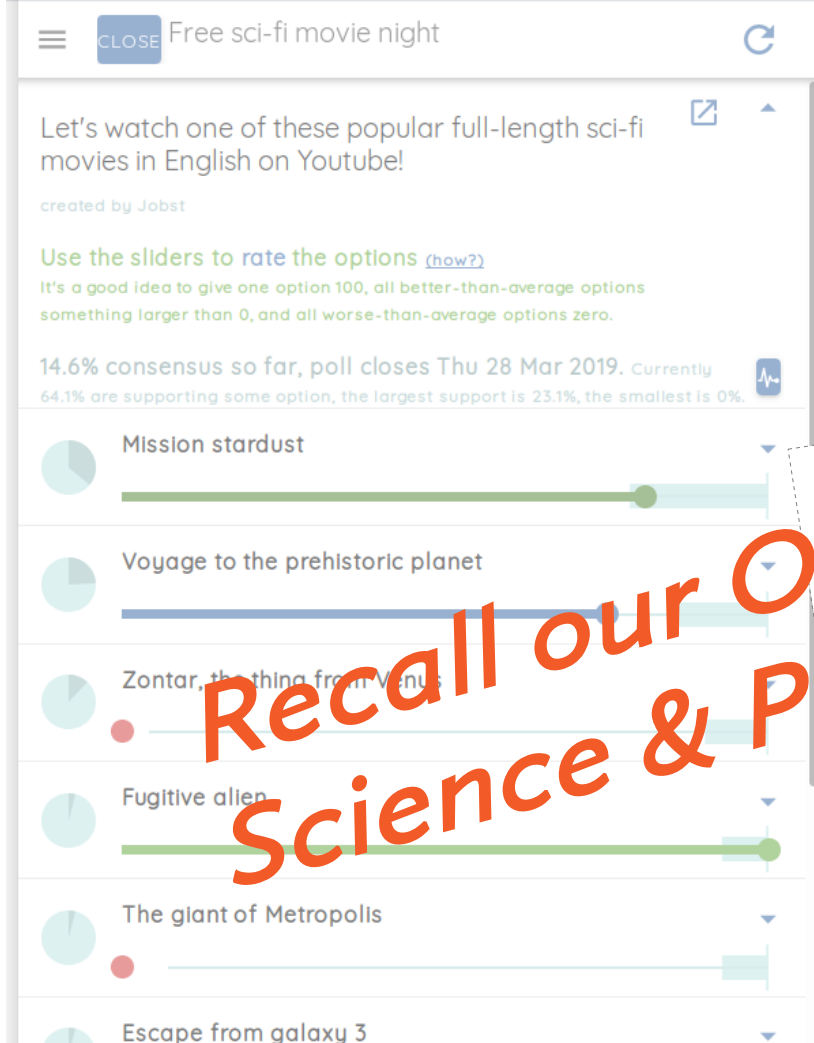 CLOSE Free sci-fi movie night
Let's watch one of these popular full-length sci-fi
movies in English on Youtube!
created by Jobst
Use the sliders to rate the options (how?)
It's a good idea to give one option 100, all better-than-average options
something larger than 0, and all worse-than-average options zero.
14.6% consensus so far, poll closes Thu 28 Mar 2019. Currently
64.1% are supporting some option, the largest support is 23.1%, the smallest is 0%.
Mission stardust
Voyage to the prehistoric planet
Zontar, the thing from Venus
Fugitive alien
The giant of Metropolis
Escape from galaxy 3
Recall our O
Science & P